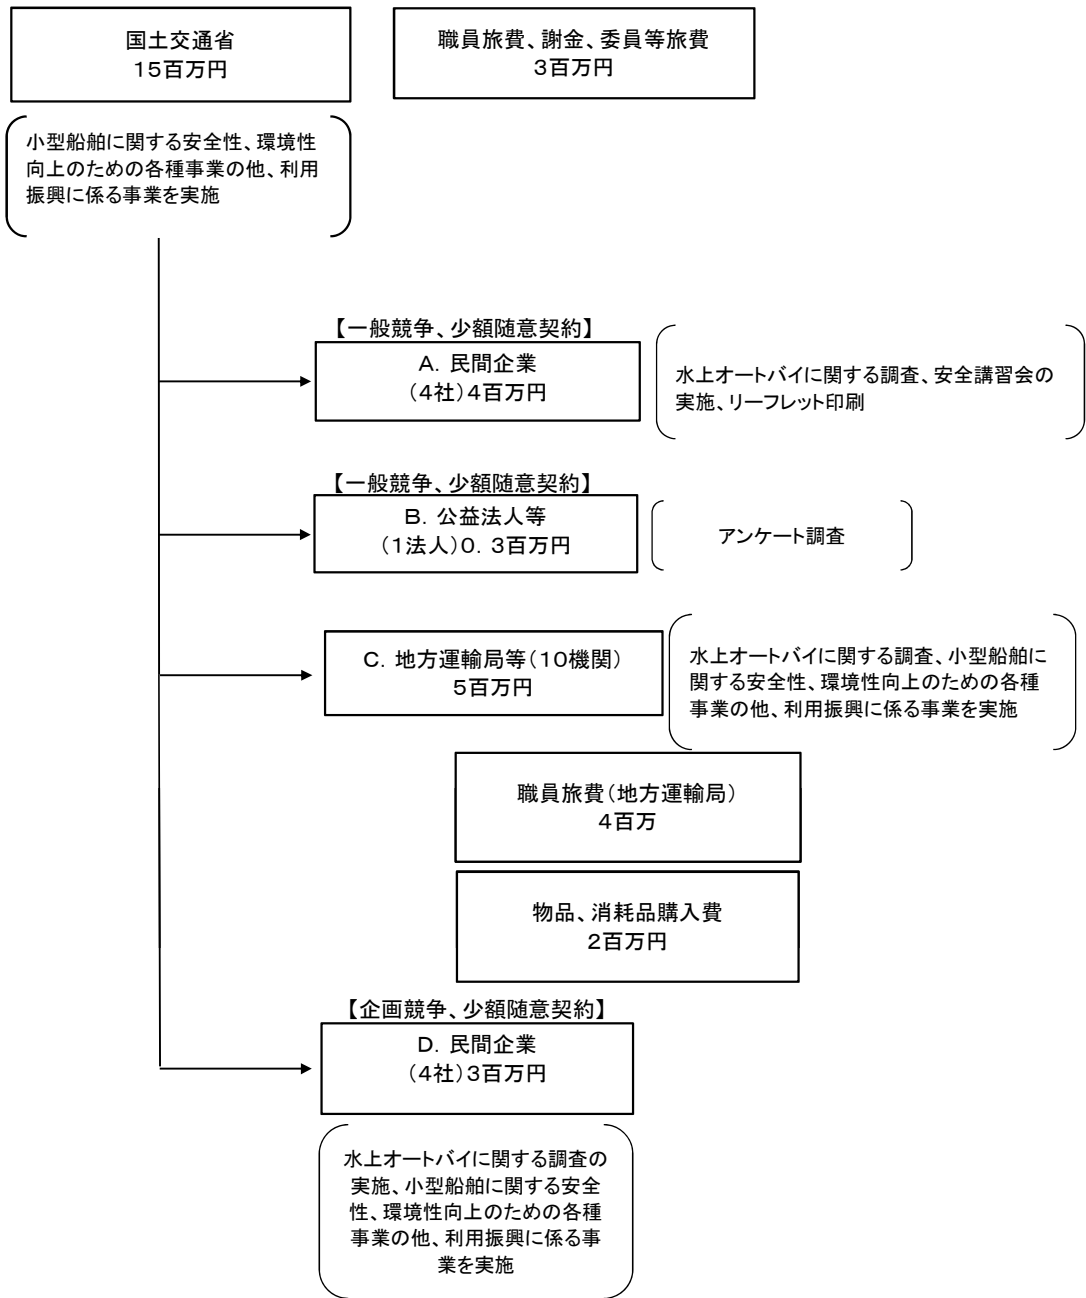 国土交通省
15百万円
職員旅費、謝金、委員等旅費
3百万円
小型船舶に関する安全性、環境性
向上のための各種事業の他、利用
振興に係る事業を実施
【一般競争、少額随意契約】
A. 民間企業
(4社)4百万円
水上オートバイに関する調査、安全講習会の
実施、リーフレット印刷
【一般競争、少額随意契約】
B. 公益法人等
(1法人)0. 3百万円
アンケート調査
C. 地方運輸局等(10機関)
5百万円
水上オートバイに関する調査、小型船舶に
関する安全性、環境性向上のための各種
事業の他、利用振興に係る事業を実施
職員旅費(地方運輸局)
4百万
物品、消耗品購入費
2百万円
【企画競争、少額随意契約】
D. 民間企業
(4社)3百万円
水上オートバイに関する調査の
実施、小型船舶に関する安全
性、環境性向上のための各種
事業の他、利用振興に係る事
業を実施